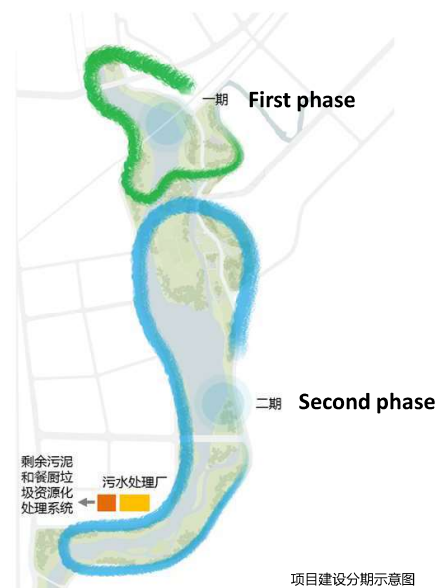 一期 First phase
二期 Second phase
剩余污泥
和餐厨垃
圾资源化
处理系统
污水处理厂
项目建设分期示意图